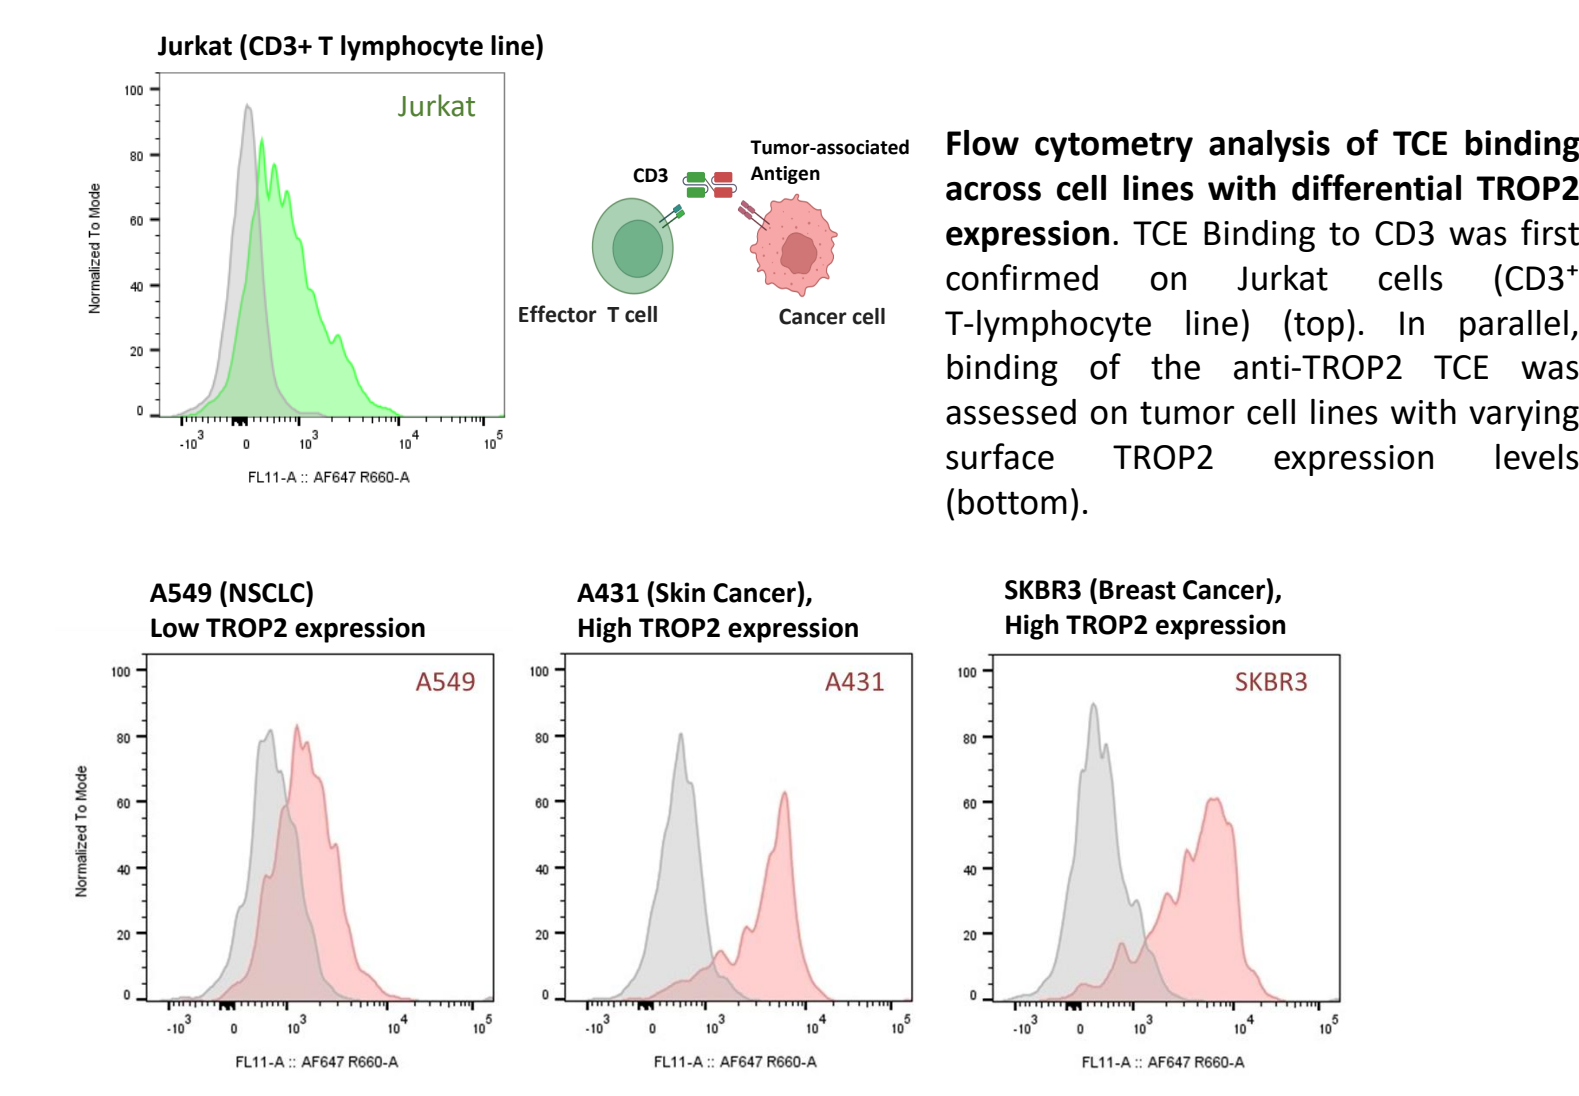 Jurkat (CD3+ T lymphocyte line)
Jurkat
100
80
60
40
20
0
Normalized To Mode
-10³ 0 10³ 10⁴ 10⁵
FL11-A :: AF647 R660-A
CD3
Tumor-associated
Antigen
Effector T cell
Cancer cell
Flow cytometry analysis of TCE binding
across cell lines with differential TROP2
expression. TCE Binding to CD3 was first
confirmed on Jurkat cells (CD3⁺
T-lymphocyte line) (top). In parallel,
binding of the anti-TROP2 TCE was
assessed on tumor cell lines with varying
surface TROP2 expression levels
(bottom).
A549 (NSCLC)
Low TROP2 expression
A549
100
80
60
40
20
0
Normalized To Mode
-10³ 0 10³ 10⁴ 10⁵
FL11-A :: AF647 R660-A
A431 (Skin Cancer),
High TROP2 expression
A431
100
80
60
40
20
0
-10³ 0 10³ 10⁴ 10⁵
FL11-A :: AF647 R660-A
SKBR3 (Breast Cancer),
High TROP2 expression
SKBR3
100
80
60
40
20
0
-10³ 0 10³ 10⁴ 10⁵
FL11-A :: AF647 R660-A